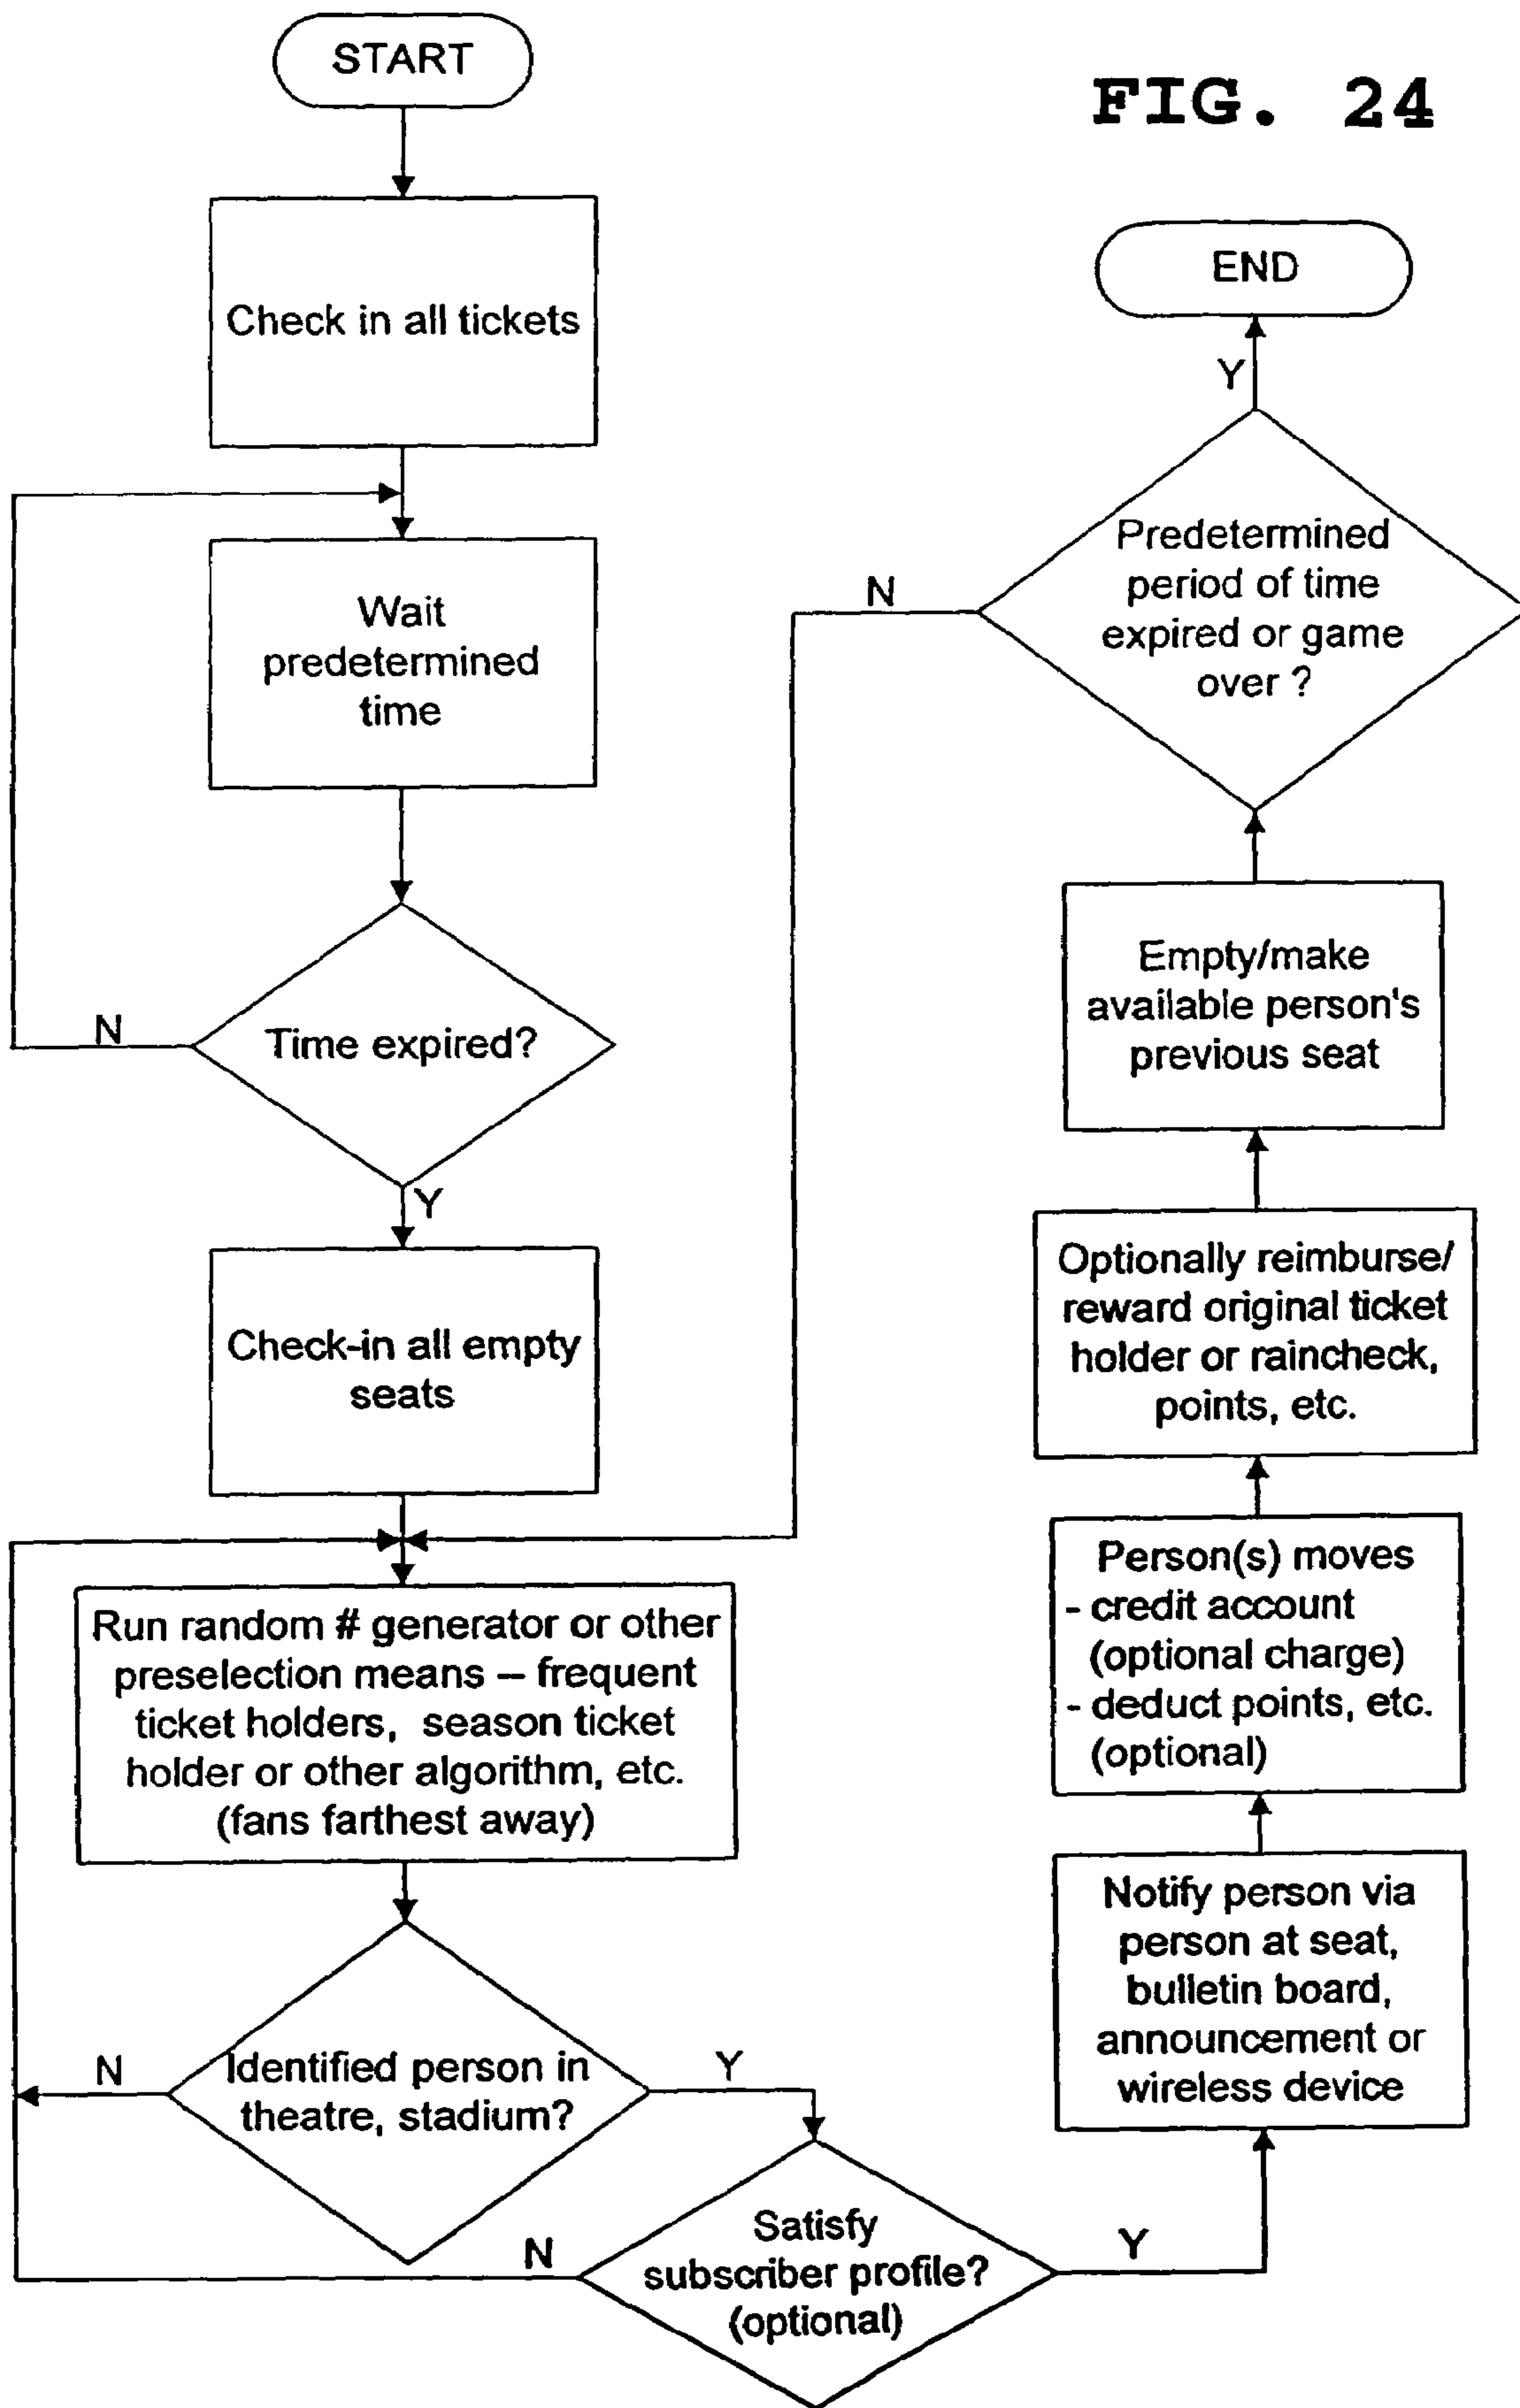 FIG. 24
START
Check in all tickets
Wait
predetermined
time
Time expired?
N
Y
Check-in all empty
seats
Run random # generator or other
preselection means – frequent
ticket holders, season ticket
holder or other algorithm, etc.
(fans farthest away)
Identified person in
theatre, stadium?
N
Y
Satisfy
subscriber profile?
(optional)
N
Y
Notify person via
person at seat,
bulletin board,
announcement or
wireless device
Person(s) moves
- credit account
(optional charge)
- deduct points, etc.
(optional)
Optionally reimburse/
reward original ticket
holder or raincheck,
points, etc.
Empty/make
available person's
previous seat
Predetermined
period of time
expired or game
over ?
N
Y
END